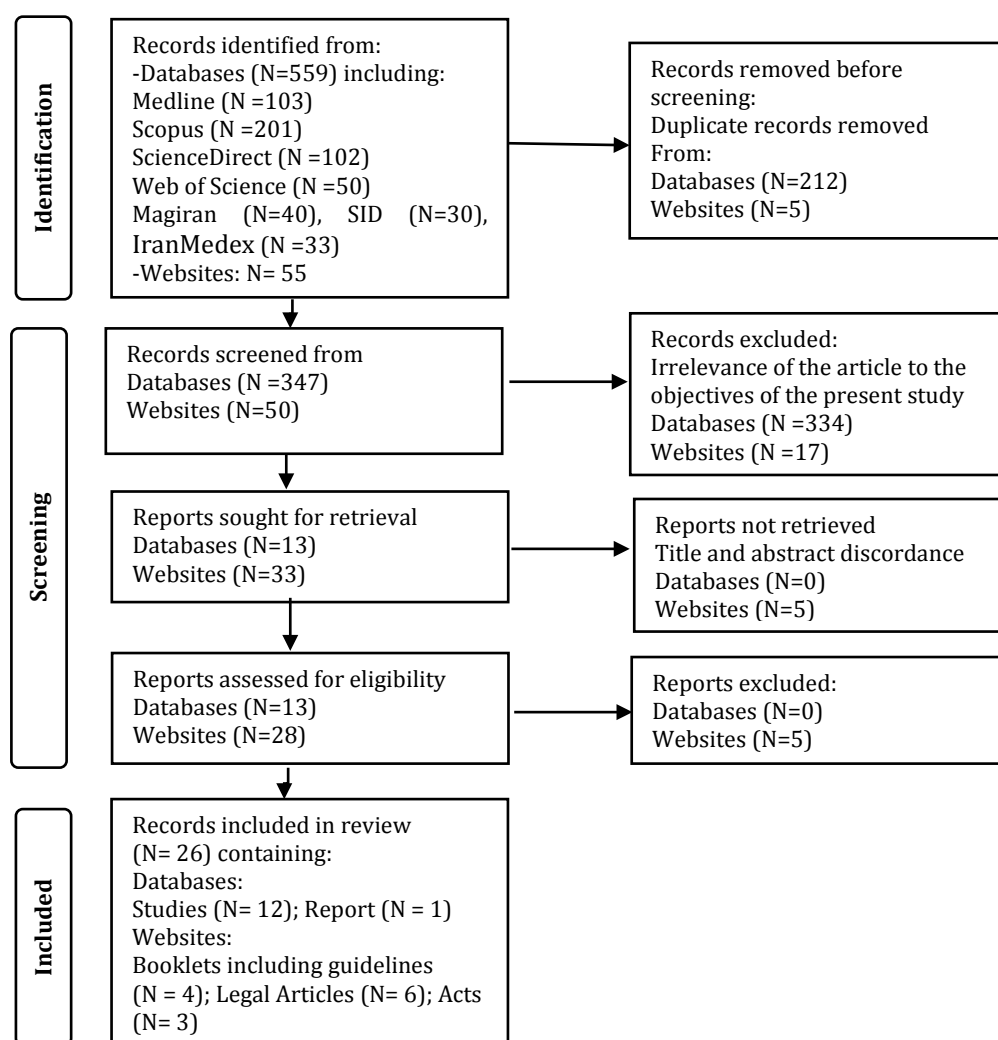 Identification
Records identified from:
-Databases (N=559) including:
Medline (N =103)
Scopus (N =201)
ScienceDirect (N =102)
Web of Science (N =50)
Magiran (N=40), SID (N=30),
IranMedex (N =33)
-Websites: N= 55
Records removed before
screening:
Duplicate records removed
From:
Databases (N=212)
Websites (N=5)
Screening
Records screened from
Databases (N =347)
Websites (N=50)
Records excluded:
Irrelevance of the article to the
objectives of the present study
Databases (N =334)
Websites (N =17)
Reports sought for retrieval
Databases (N=13)
Websites (N=33)
Reports not retrieved
Title and abstract discordance
Databases (N=0)
Websites (N=5)
Reports assessed for eligibility
Databases (N=13)
Websites (N=28)
Reports excluded:
Databases (N=0)
Websites (N=5)
Included
Records included in review
(N= 26) containing:
Databases:
Studies (N= 12); Report (N = 1)
Websites:
Booklets including guidelines
(N = 4); Legal Articles (N= 6); Acts
(N= 3)